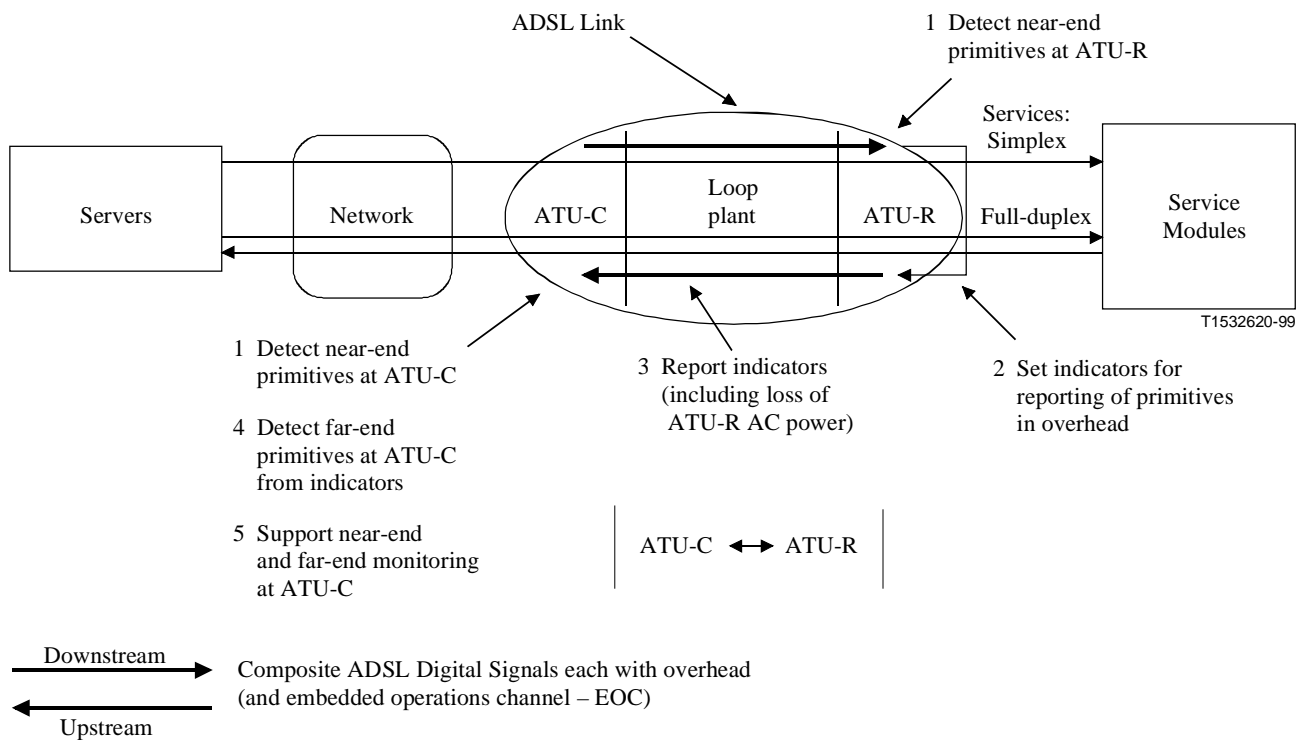 ADSL Link
1 Detect near-end
primitives at ATU-R
Services:
Simplex
Servers
Network
ATU-C
Loop
plant
ATU-R
Full-duplex
Service
Modules
T1532620-99
1 Detect near-end
primitives at ATU-C
4 Detect far-end
primitives at ATU-C
from indicators
5 Support near-end
and far-end monitoring
at ATU-C
3 Report indicators
(including loss of
ATU-R AC power)
2 Set indicators for
reporting of primitives
in overhead
ATU-C ATU-R
Downstream
Upstream
Composite ADSL Digital Signals each with overhead
(and embedded operations channel – EOC)